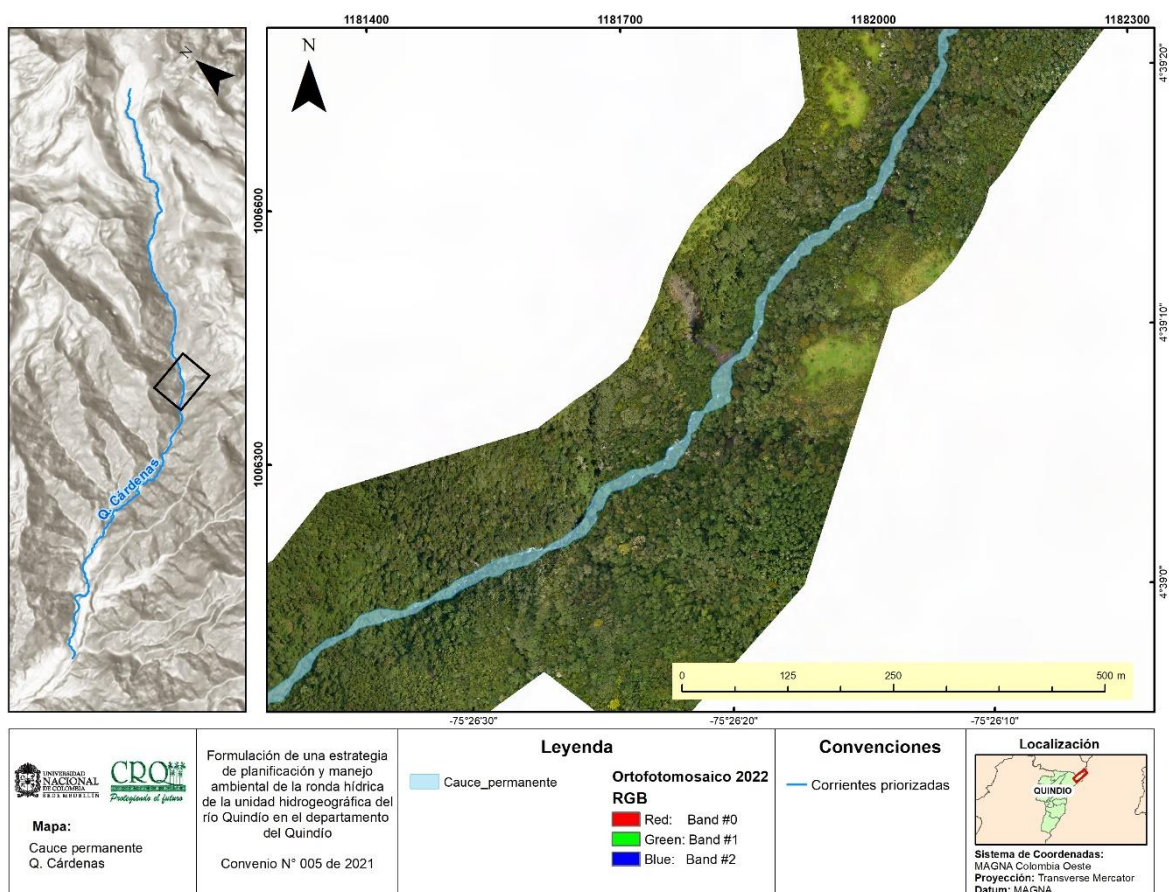 1181400
1181700
1182000
1182300
N
N
4°39'20"
1006600
4°39'10"
1006300
Q. Cárdenas
4°39'0"
0
125
250
500 m
-75°26'30"
-75°26'20"
-75°26'10"
UNIVERSIDAD
NACIONAL
DE COLOMBIA
SEDE MEDELLÍN
CRQ
Protegiendo el futuro
Mapa:
Cauce permanente
Q. Cárdenas
Formulación de una estrategia
de planificación y manejo
ambiental de la ronda hídrica
de la unidad hidrogeográfica del
río Quindío en el departamento
del Quindío
Convenio N° 005 de 2021
Leyenda
Cauce_permanente
Ortofotomosaico 2022
RGB
Red: Band #0
Green: Band #1
Blue: Band #2
Convenciones
Corrientes priorizadas
Localización
QUINDIO
Sistema de Coordenadas:
MAGNA Colombia Oeste
Proyección: Transverse Mercator
Datum: MAGNA